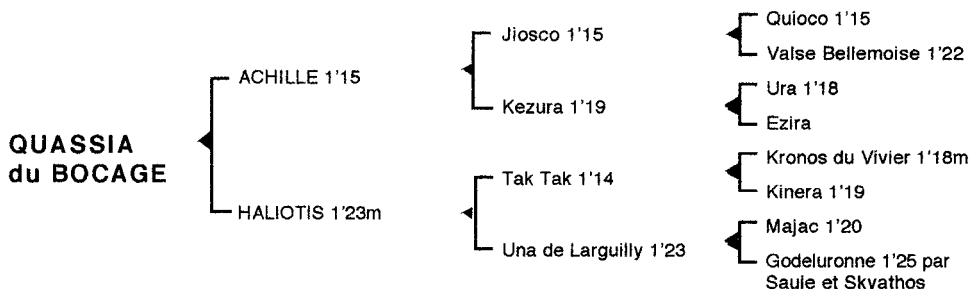 Quioco 1'15
Jiosco 1'15
Valse Bellemoise 1'22
ACHILLE 1'15
Ura 1'18
Kezura 1'19
Ezira
QUASSIA
du BOCAGE
Kronos du Vivier 1'18m
Tak Tak 1'14
Kinera 1'19
HALIOTIS 1'23m
Majac 1'20
Una de Larguilly 1'23
Godeluronne 1'25 par
Saule et Skyathos